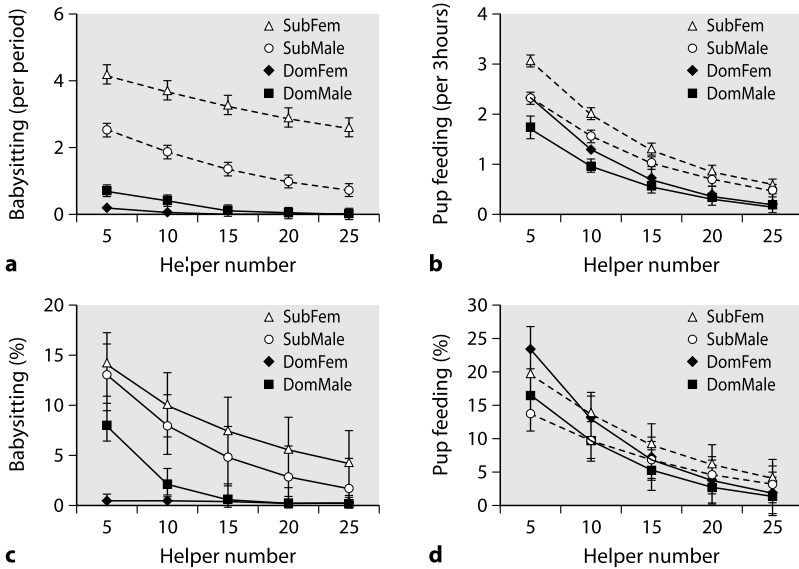 a
Babysitting (per period)
6
4
2
0
SubFem
SubMale
DomFem
DomMale
5 10 15 20 25
Helper number
b
Pup feeding (per 3hours)
4
3
2
1
0
SubFem
SubMale
DomFem
DomMale
5 10 15 20 25
Helper number
c
Babysitting (%)
20
15
10
5
0
SubFem
SubMale
DomFem
DomMale
5 10 15 20 25
Helper number
d
Pup feeding (%)
30
25
20
15
10
5
0
SubFem
SubMale
DomFem
DomMale
5 10 15 20 25
Helper number